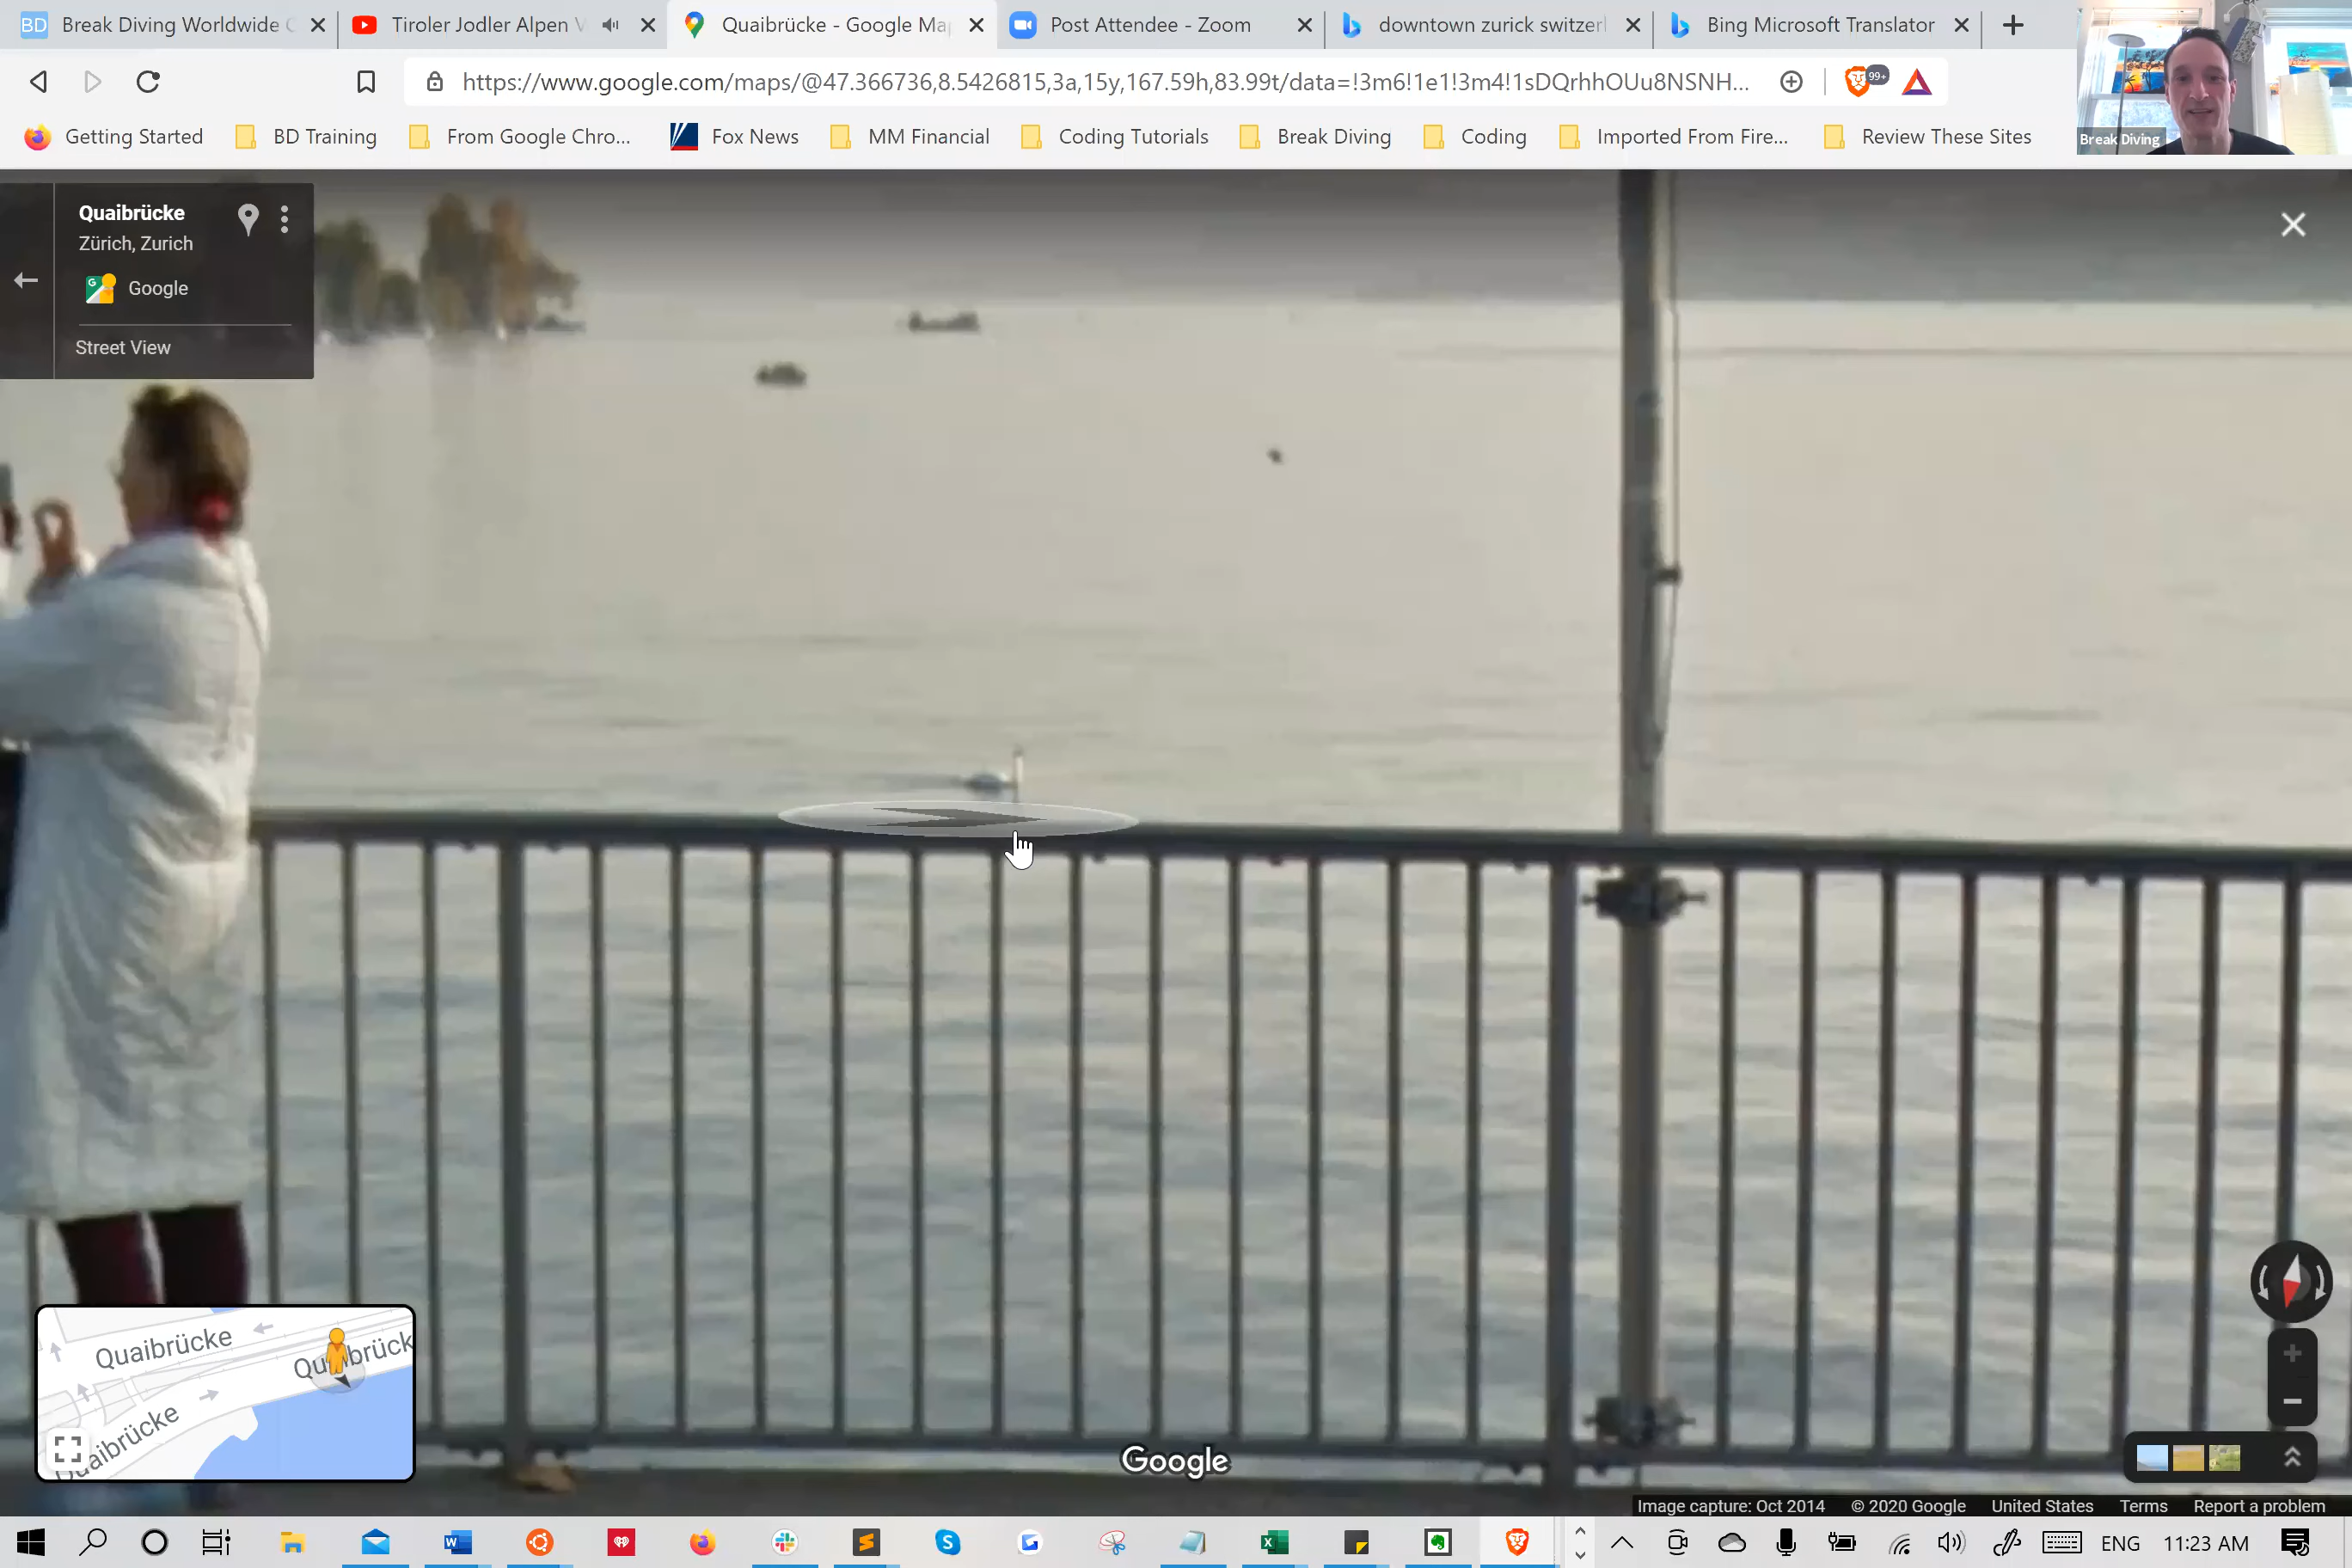 BD Break Diving Worldwide C
Tiroler Jodler Alpen V
Quaibrücke - Google Ma
Post Attendee - Zoom
downtown zurick switzerl
Bing Microsoft Translator
https://www.google.com/maps/@47.366736,8.5426815,3a,15y,167.59h,83.99t/data=!3m6!1e1!3m4!1sDQrhhOUu8NSNH...
99+
Break Diving
Getting Started
BD Training
From Google Chro...
Fox News
MM Financial
Coding Tutorials
Break Diving
Coding
Imported From Fire...
Review These Sites
Quaibrücke
Zürich, Zurich
Google
Street View
Quaibrücke
Quaibrück
Quaibrücke
Google
Image capture: Oct 2014 © 2020 Google United States Terms Report a problem
ENG 11:23 AM